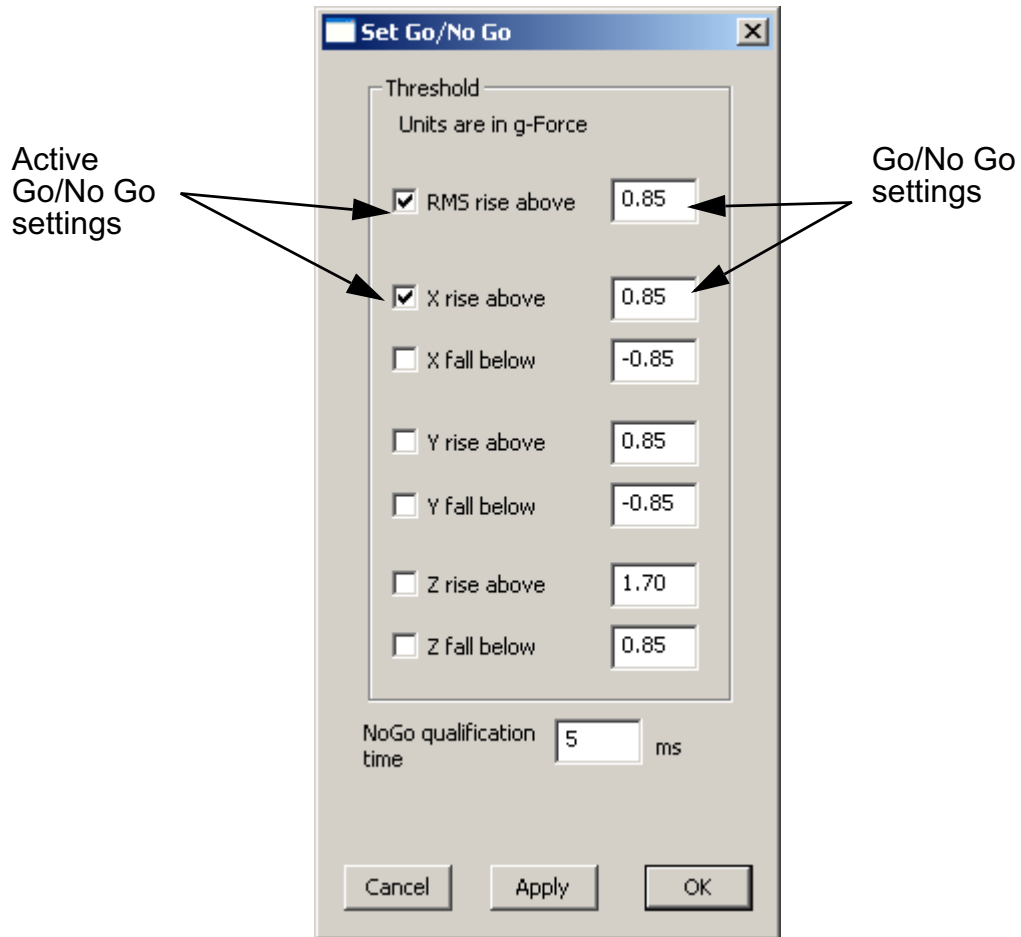 Set Go/No Go
Threshold
Units are in g-Force
Active
Go/No Go
settings
Go/No Go
settings
RMS rise above 0.85
X rise above 0.85
X fall below -0.85
Y rise above 0.85
Y fall below -0.85
Z rise above 1.70
Z fall below 0.85
NoGo qualification
time 5 ms
Cancel Apply OK